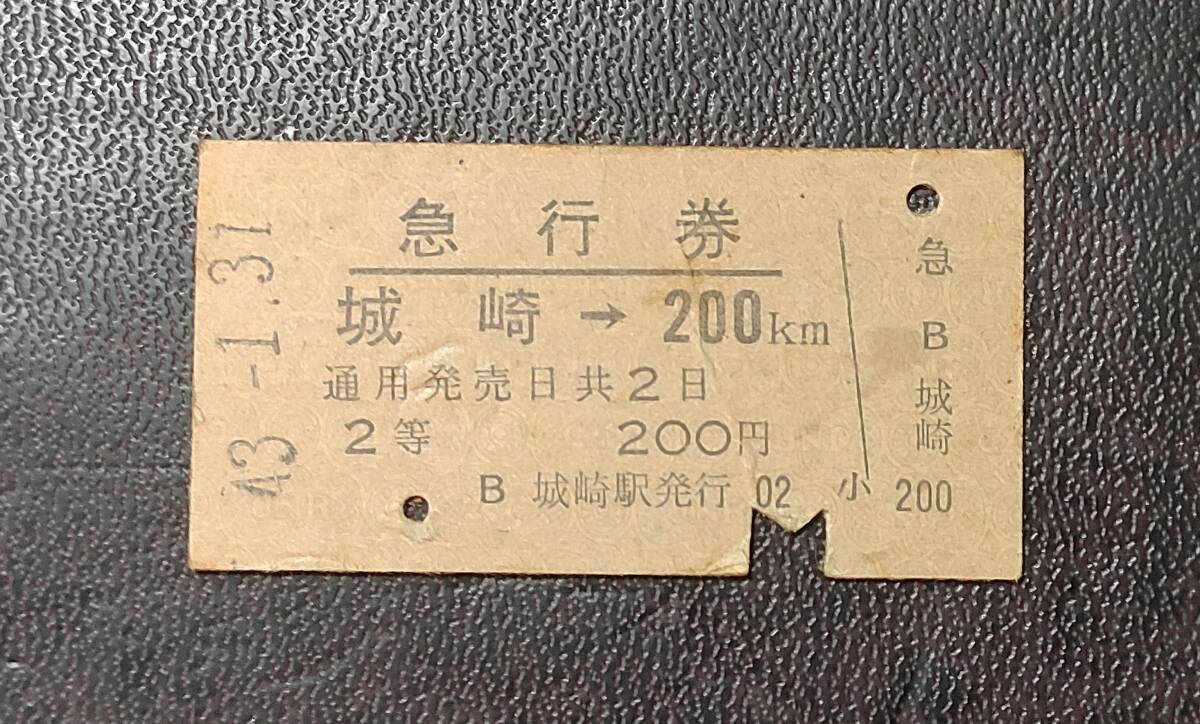 急行券
城崎→200km
通用発売日共2日
2等 200円
B 城崎駅発行 02
小 200
急 B 城崎
43-1.31